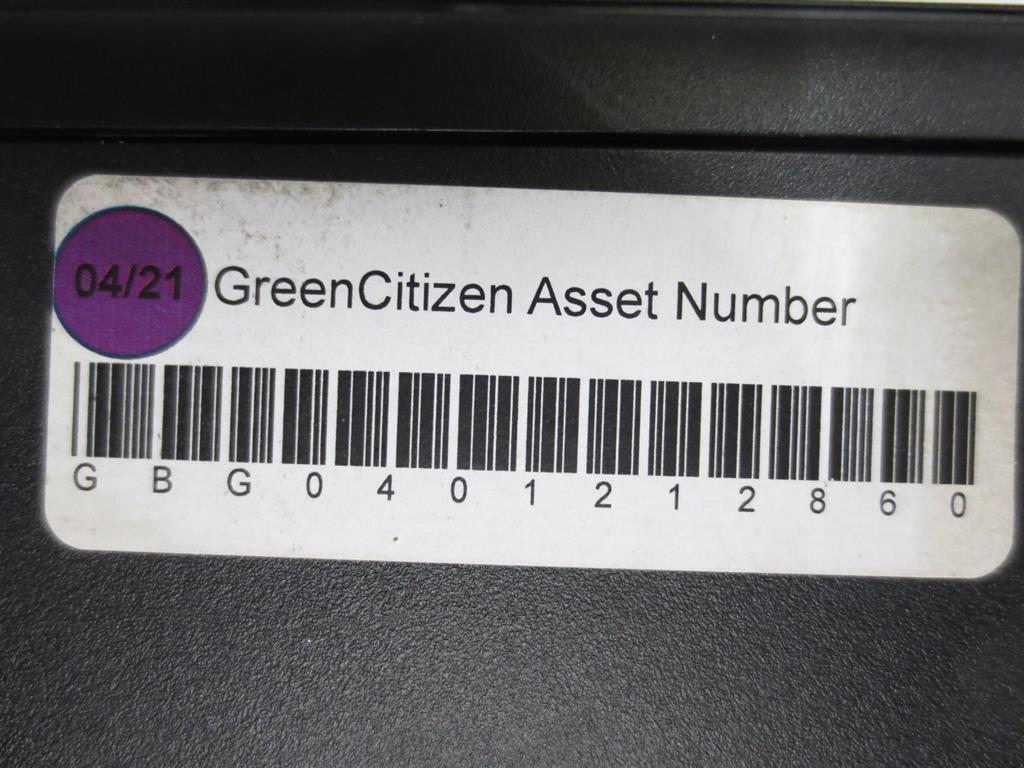 04/21 GreenCitizen Asset Number
G B G 0 4 0 1 2 1 2 8 6 0